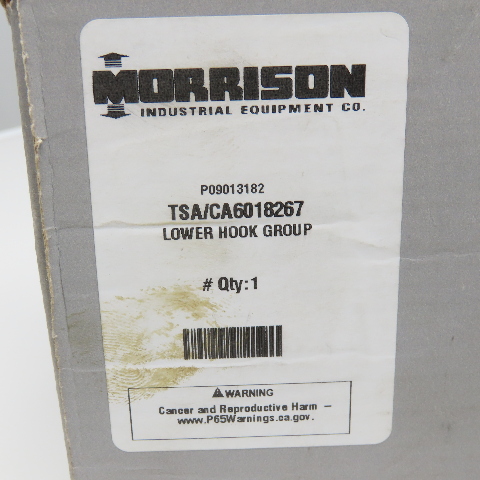 MORRISON
INDUSTRIAL EQUIPMENT CO.
P09013182
TSA/CA6018267
LOWER HOOK GROUP
# Qty:1
WARNING
Cancer and Reproductive Harm –
www.P65Warnings.ca.gov.